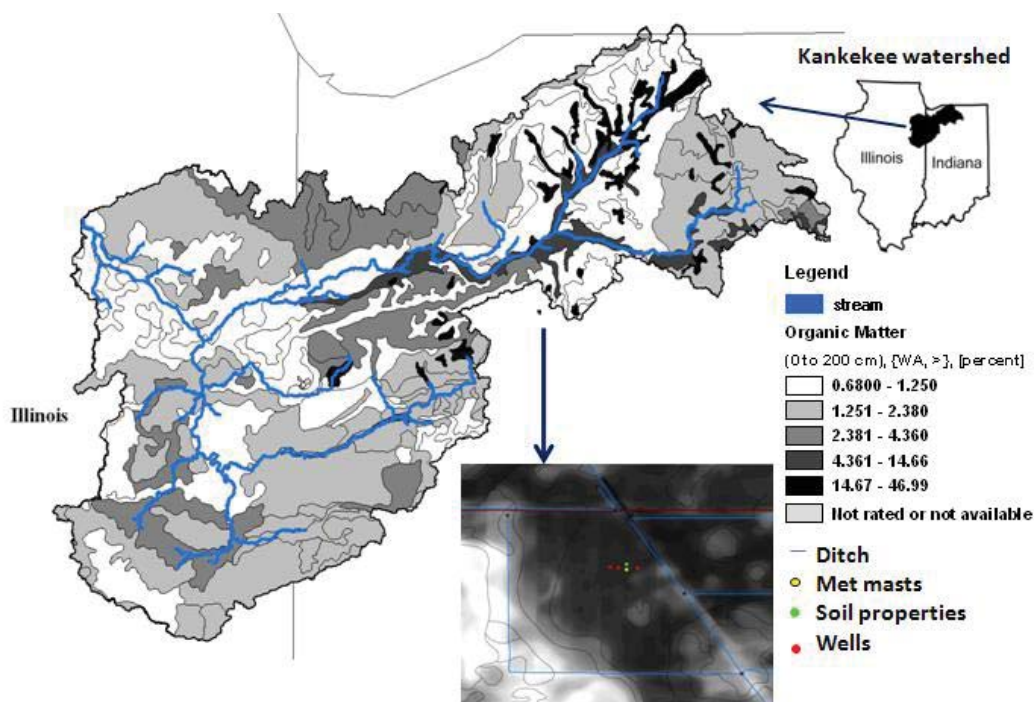 Kankekee watershed
Illinois
Indiana
Legend
stream
Organic Matter
(0 to 200 cm), {WA, >}, [percent]
0.6800 - 1.250
1.251 - 2.380
2.381 - 4.360
4.361 - 14.66
14.67 - 46.99
Not rated or not available
Illinois
Ditch
Met masts
Soil properties
Wells